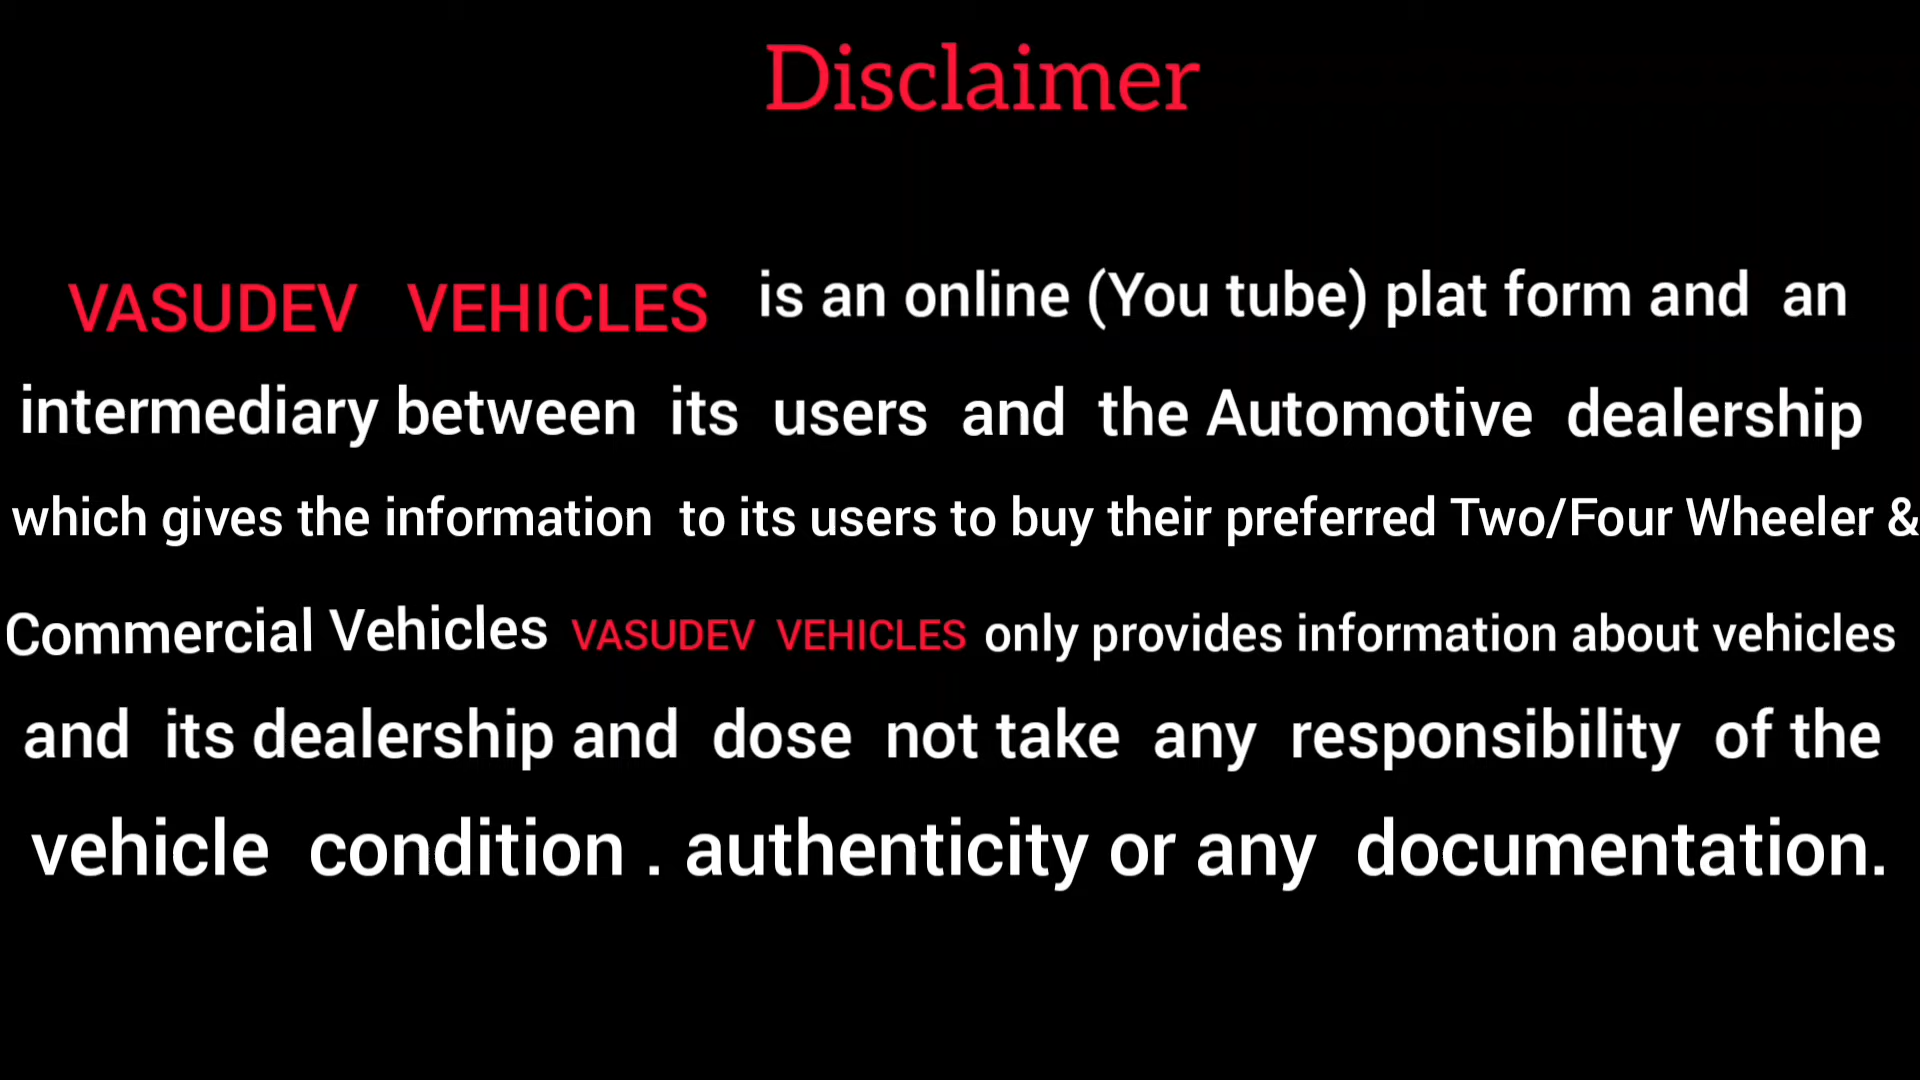 Disclaimer
VASUDEV VEHICLES is an online (You tube) plat form and an
intermediary between its users and the Automotive dealership
which gives the information to its users to buy their preferred Two/Four Wheeler &
Commercial Vehicles VASUDEV VEHICLES only provides information about vehicles
and its dealership and dose not take any responsibility of the
vehicle condition . authenticity or any documentation.